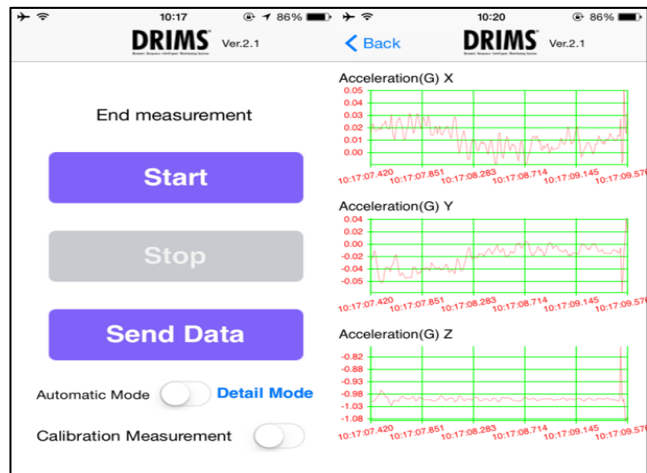 10:17
86%
DRIMS Ver.2.1
End measurement
Start
Stop
Send Data
Automatic Mode
Detail Mode
Calibration Measurement
10:20
86%
Back
DRIMS Ver.2.1
Acceleration(G) X
0.05
0.04
0.03
0.02
0.01
0.00
10:17:07.420 10:17:07.851 10:17:08.283 10:17:08.714 10:17:09.145 10:17:09.576
Acceleration(G) Y
0.04
0.02
0.00
-0.02
-0.04
-0.05
10:17:07.420 10:17:07.851 10:17:08.283 10:17:08.714 10:17:09.145 10:17:09.576
Acceleration(G) Z
-0.82
-0.88
-0.93
-0.98
-1.03
-1.08
10:17:07.420 10:17:07.851 10:17:08.283 10:17:08.714 10:17:09.145 10:17:09.576